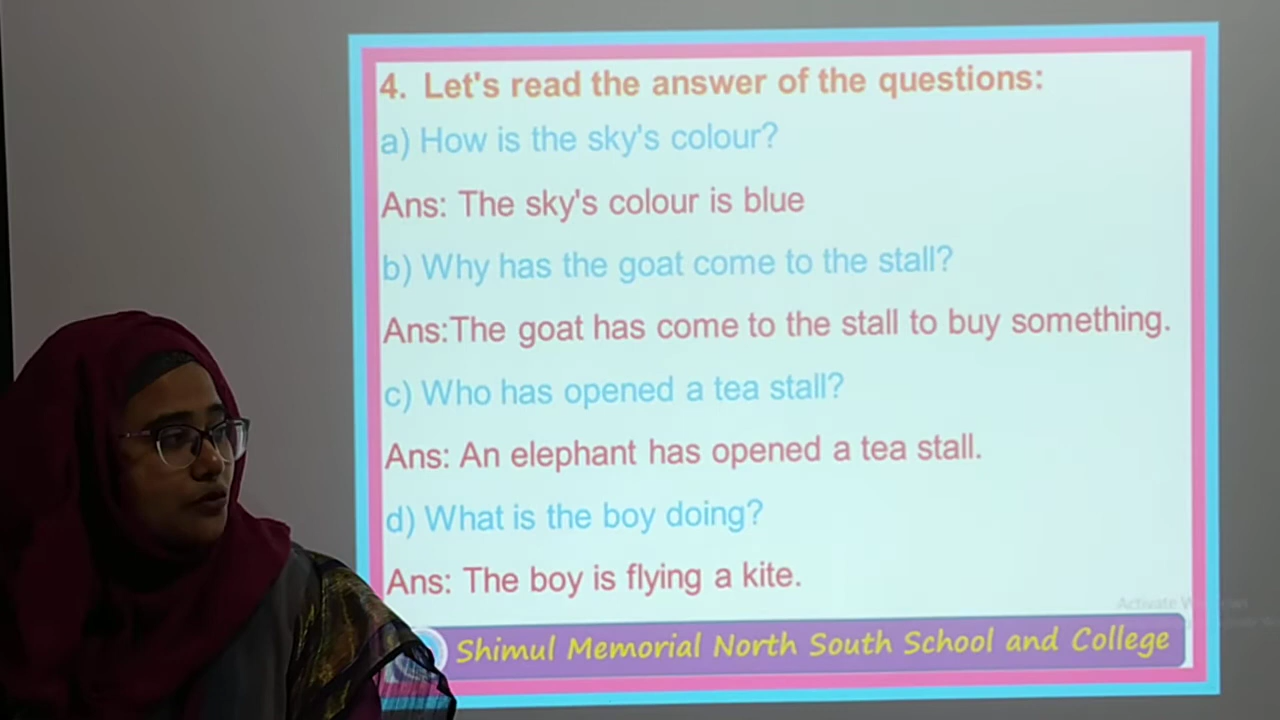 4. Let's read the answer of the questions:
a) How is the sky's colour?
Ans: The sky's colour is blue
b) Why has the goat come to the stall?
Ans:The goat has come to the stall to buy something.
c) Who has opened a tea stall?
Ans: An elephant has opened a tea stall.
d) What is the boy doing?
Ans: The boy is flying a kite.
Activate
Shimul Memorial North South School and College